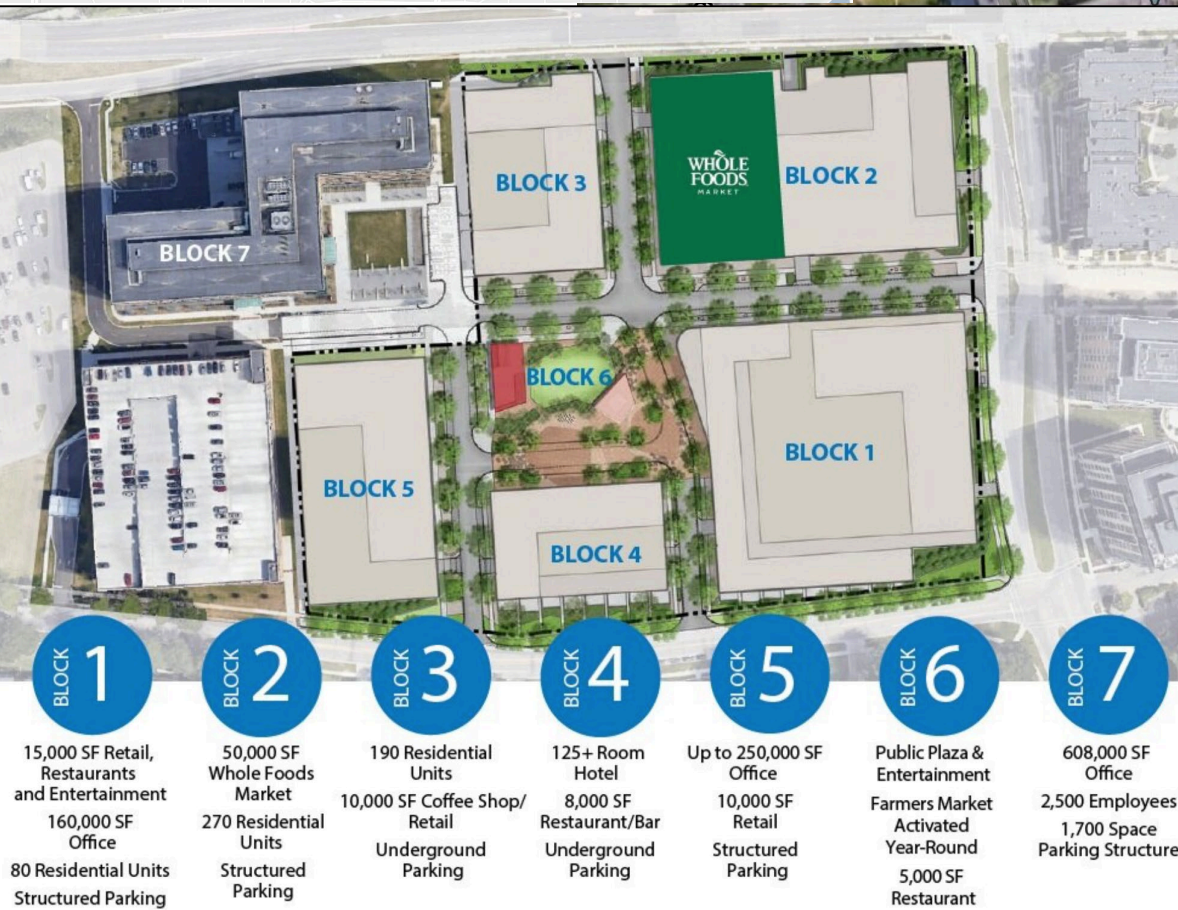 BLOCK 3
WHOLE
FOODS
MARKET
BLOCK 2
BLOCK 7
BLOCK 6
BLOCK 1
BLOCK 5
BLOCK 4
BLOCK 1
BLOCK 2
BLOCK 3
BLOCK 4
BLOCK 5
BLOCK 6
BLOCK 7
15,000 SF Retail,
Restaurants
and Entertainment
160,000 SF
Office
80 Residential Units
Structured Parking
50,000 SF
Whole Foods
Market
270 Residential
Units
Structured
Parking
190 Residential
Units
10,000 SF Coffee Shop/
Retail
Underground
Parking
125+ Room
Hotel
8,000 SF
Restaurant/Bar
Underground
Parking
Up to 250,000 SF
Office
10,000 SF
Retail
Structured
Parking
Public Plaza &
Entertainment
Farmers Market
Activated
Year-Round
5,000 SF
Restaurant
608,000 SF
Office
2,500 Employees
1,700 Space
Parking Structure